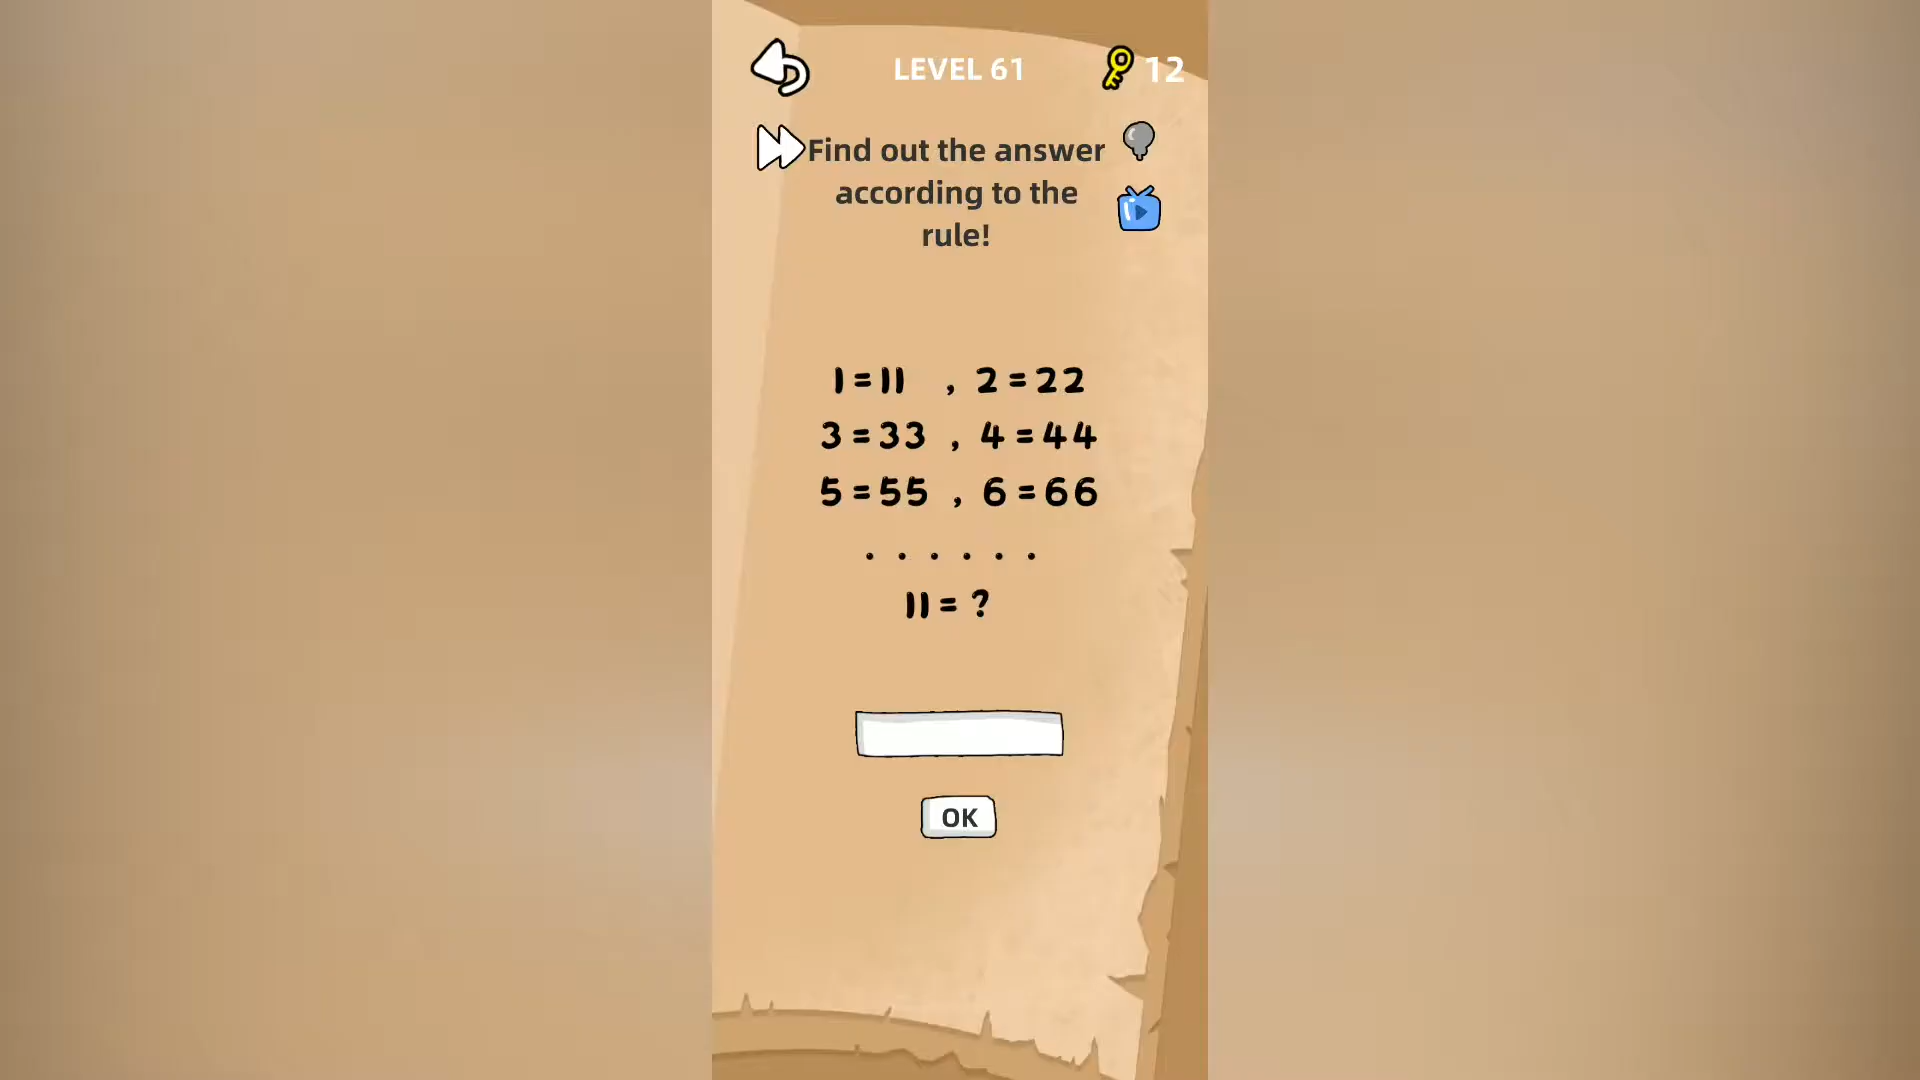 LEVEL 61
12
Find out the answer
according to the
rule!
1=11 , 2=22
3=33 , 4=44
5=55 , 6=66
......
11=?
OK